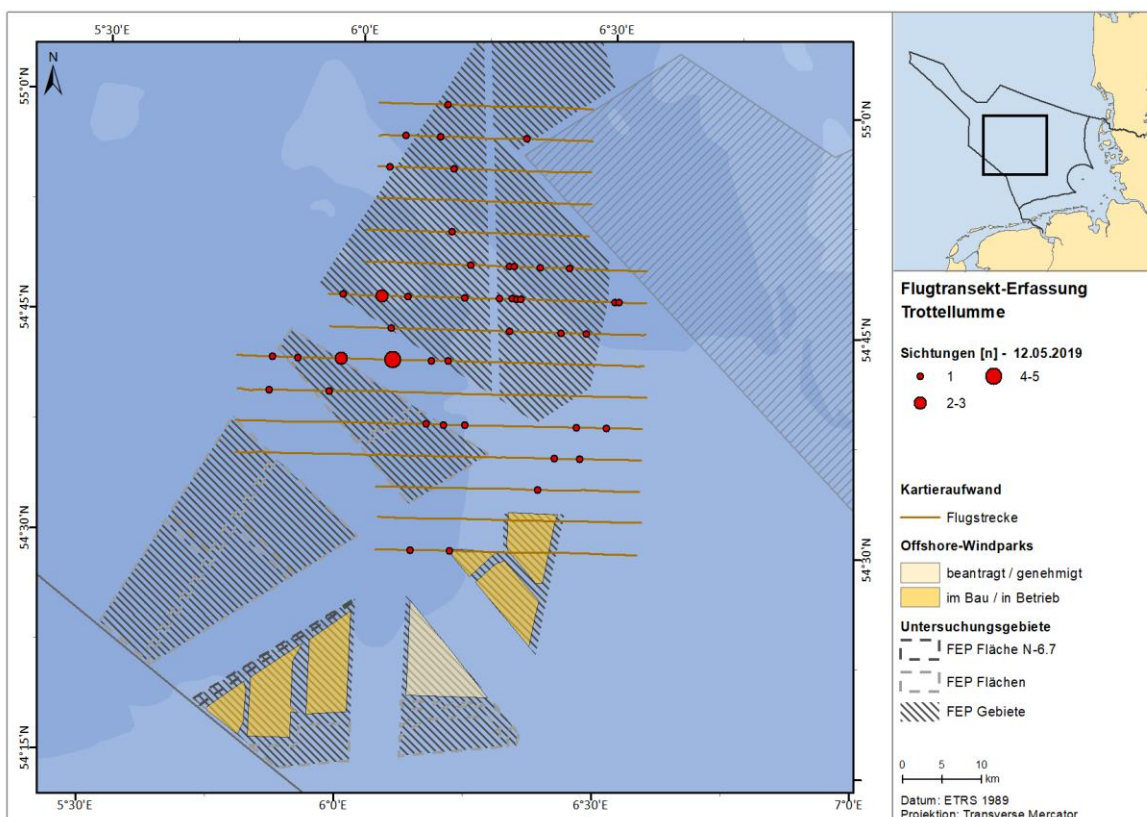 5°30'E
6°0'E
6°30'E
N
55°0'N
54°45'N
54°30'N
54°15'N
55°0'N
54°45'N
54°30'N
5°30'E
6°0'E
6°30'E
7°0'E
Flugtransekt-Erfassung
Trottellumme
Sichtungen [n] - 12.05.2019
1
4-5
2-3
Kartieraufwand
Flugstrecke
Offshore-Windparks
beantragt / genehmigt
im Bau / in Betrieb
Untersuchungsgebiete
FEP Fläche N-6.7
FEP Flächen
FEP Gebiete
0 5 10
km
Datum: ETRS 1989
Projektion: Transverse Mercator